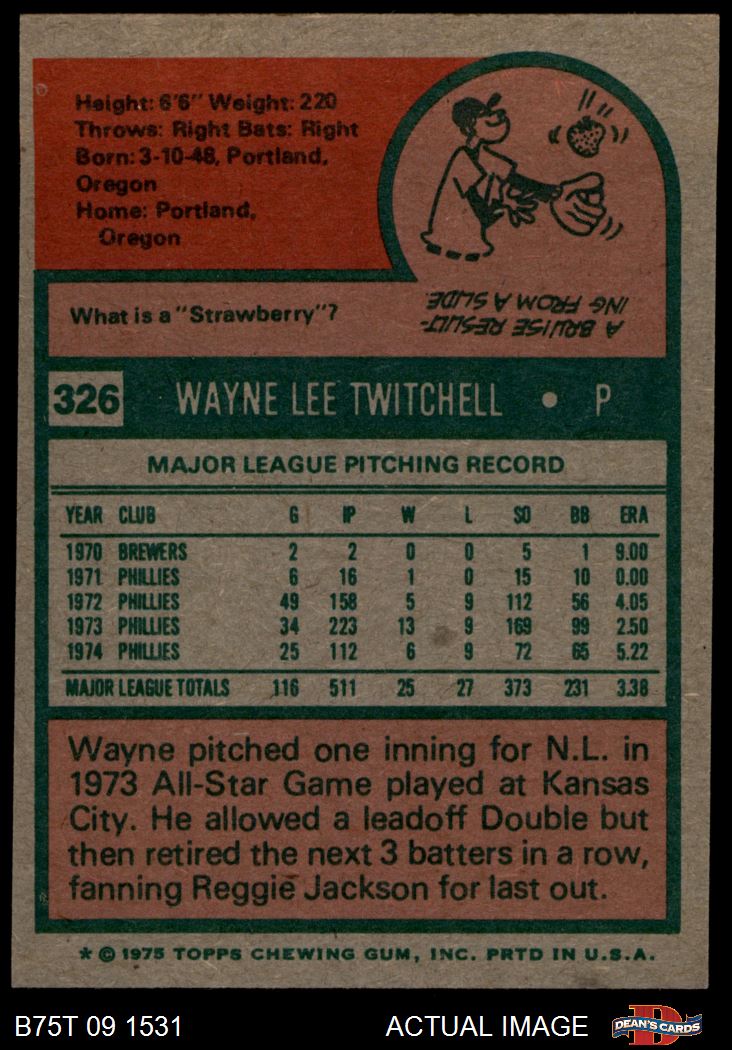 Height: 6'6" Weight: 220
Throws: Right Bats: Right
Born: 3-10-48, Portland,
Oregon
Home: Portland,
Oregon
What is a "Strawberry"?
A BRUISE RESULT-
ING FROM A SLIDE.
326 WAYNE LEE TWITCHELL • P
MAJOR LEAGUE PITCHING RECORD
YEAR CLUB G IP W L SO BB ERA
1970 BREWERS 2 2 0 0 5 1 9.00
1971 PHILLIES 6 16 1 0 15 10 0.00
1972 PHILLIES 49 158 5 9 112 56 4.05
1973 PHILLIES 34 223 13 9 169 99 2.50
1974 PHILLIES 25 112 6 9 72 65 5.22
MAJOR LEAGUE TOTALS 116 511 25 27 373 231 3.38
Wayne pitched one inning for N.L. in
1973 All-Star Game played at Kansas
City. He allowed a leadoff Double but
then retired the next 3 batters in a row,
fanning Reggie Jackson for last out.
* © 1975 TOPPS CHEWING GUM, INC. PRTD IN U.S.A.
B75T 09 1531 ACTUAL IMAGE DEAN'S CARDS